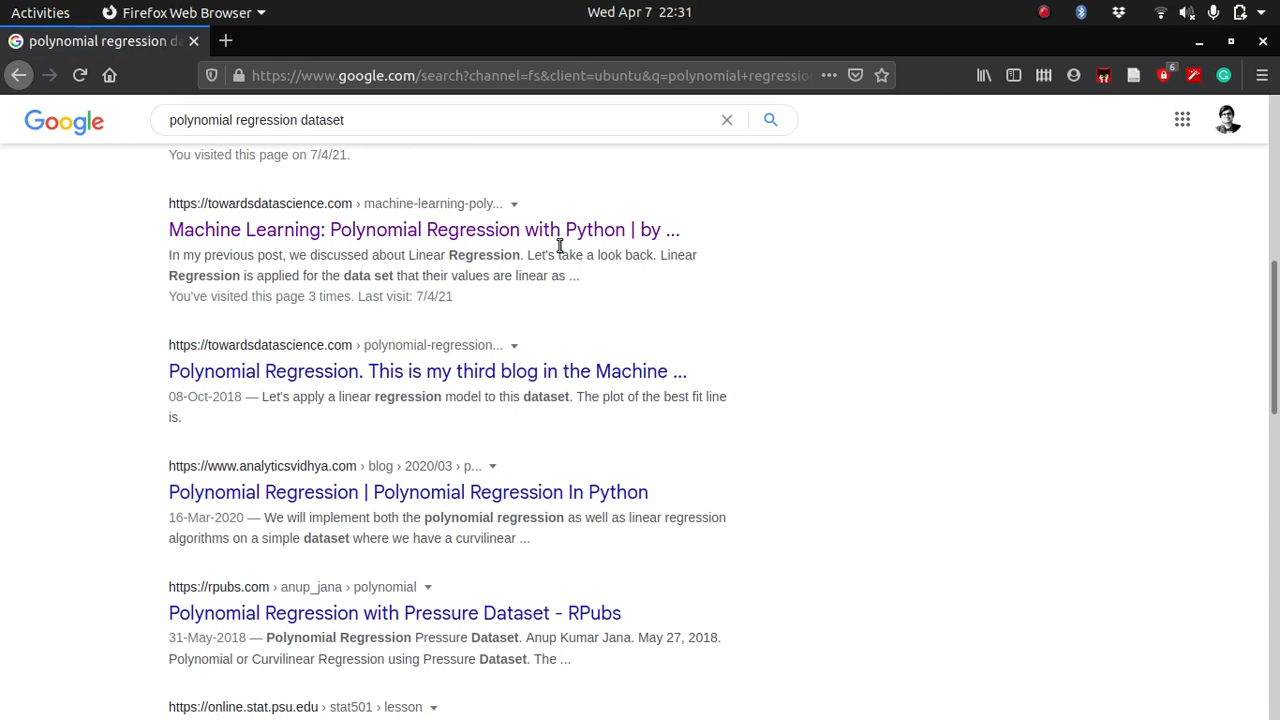 Activities Firefox Web Browser Wed Apr 7 22:31
polynomial regression da
https://www.google.com/search?channel=fs&client=ubuntu&q=polynomial+regressio
6
Google polynomial regression dataset
You visited this page on 7/4/21.
https://towardsdatascience.com › machine-learning-poly...
Machine Learning: Polynomial Regression with Python | by ...
In my previous post, we discussed about Linear Regression. Let's take a look back. Linear
Regression is applied for the data set that their values are linear as ...
You've visited this page 3 times. Last visit: 7/4/21
https://towardsdatascience.com › polynomial-regression...
Polynomial Regression. This is my third blog in the Machine ...
08-Oct-2018 — Let's apply a linear regression model to this dataset. The plot of the best fit line
is.
https://www.analyticsvidhya.com › blog › 2020/03 › p...
Polynomial Regression | Polynomial Regression In Python
16-Mar-2020 — We will implement both the polynomial regression as well as linear regression
algorithms on a simple dataset where we have a curvilinear ...
https://rpubs.com › anup_jana › polynomial
Polynomial Regression with Pressure Dataset - RPubs
31-May-2018 — Polynomial Regression Pressure Dataset. Anup Kumar Jana. May 27, 2018.
Polynomial or Curvilinear Regression using Pressure Dataset. The ...
https://online.stat.psu.edu › stat501 › lesson